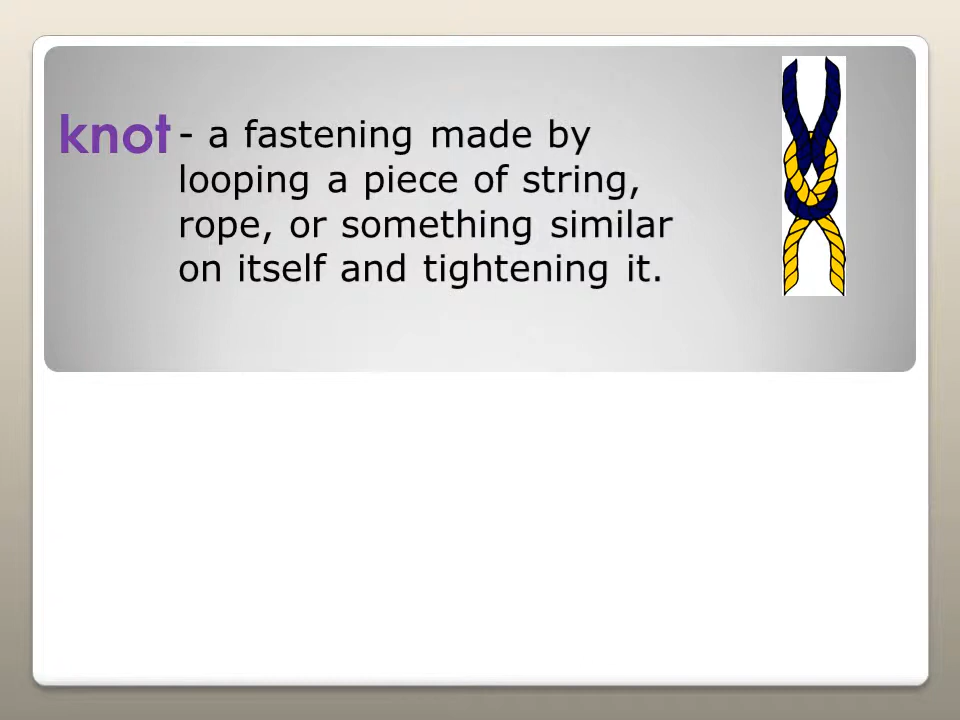 knot - a fastening made by
looping a piece of string,
rope, or something similar
on itself and tightening it.